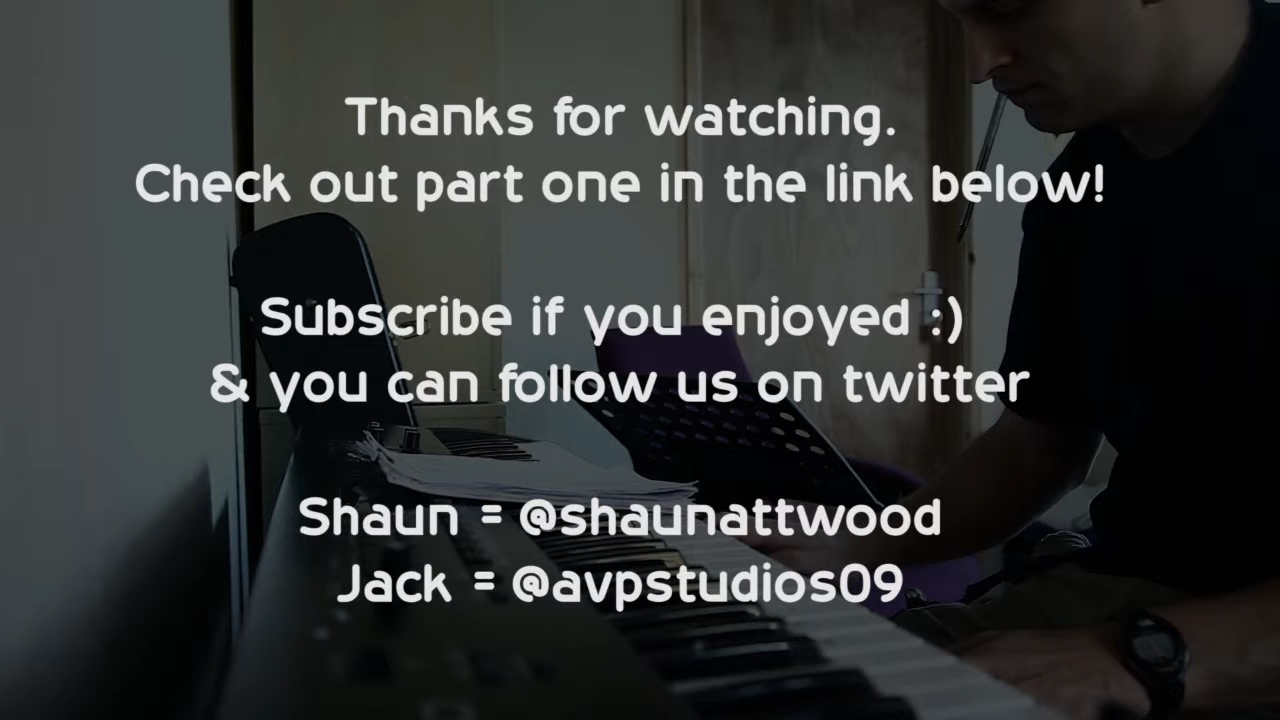 Thanks for watching.
Check out part one in the link below!
Subscribe if you enjoyed :)
& you can follow us on twitter
Shaun = @shaunattwood
Jack = @avpstudios09